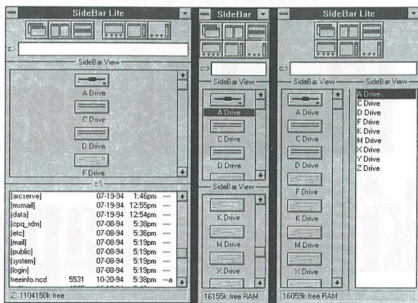 SideBar Lite
z:>
SideBar View
A Drive
C Drive
D Drive
F Drive
z:\
[arcserve] 07-19-94 1:46pm ----
[msmail] 07-19-94 12:55pm ----
[data] 07-19-94 12:54pm ----
[cpq_rdm] 07-08-94 5:38pm ----
[etc] 07-08-94 5:36pm ----
[mail] 07-08-94 5:19pm ----
[public] 07-08-94 5:19pm ----
[system] 07-08-94 5:19pm ----
[login] 07-08-94 5:19pm ----
treeinfo.ncd 5531 10-20-94 5:38pm ---a
Z: 1104150k free
SideBar
c:>
SideBar View
A Drive
C Drive
D Drive
SideBar View
K Drive
M Drive
X Drive
16155k free RAM
SideBar Lite
c:>
SideBar View
A Drive
C Drive
D Drive
F Drive
K Drive
M Drive
X Drive
SideBar View
A Drive
C Drive
D Drive
F Drive
K Drive
M Drive
X Drive
Y Drive
Z Drive
16059k free RAM